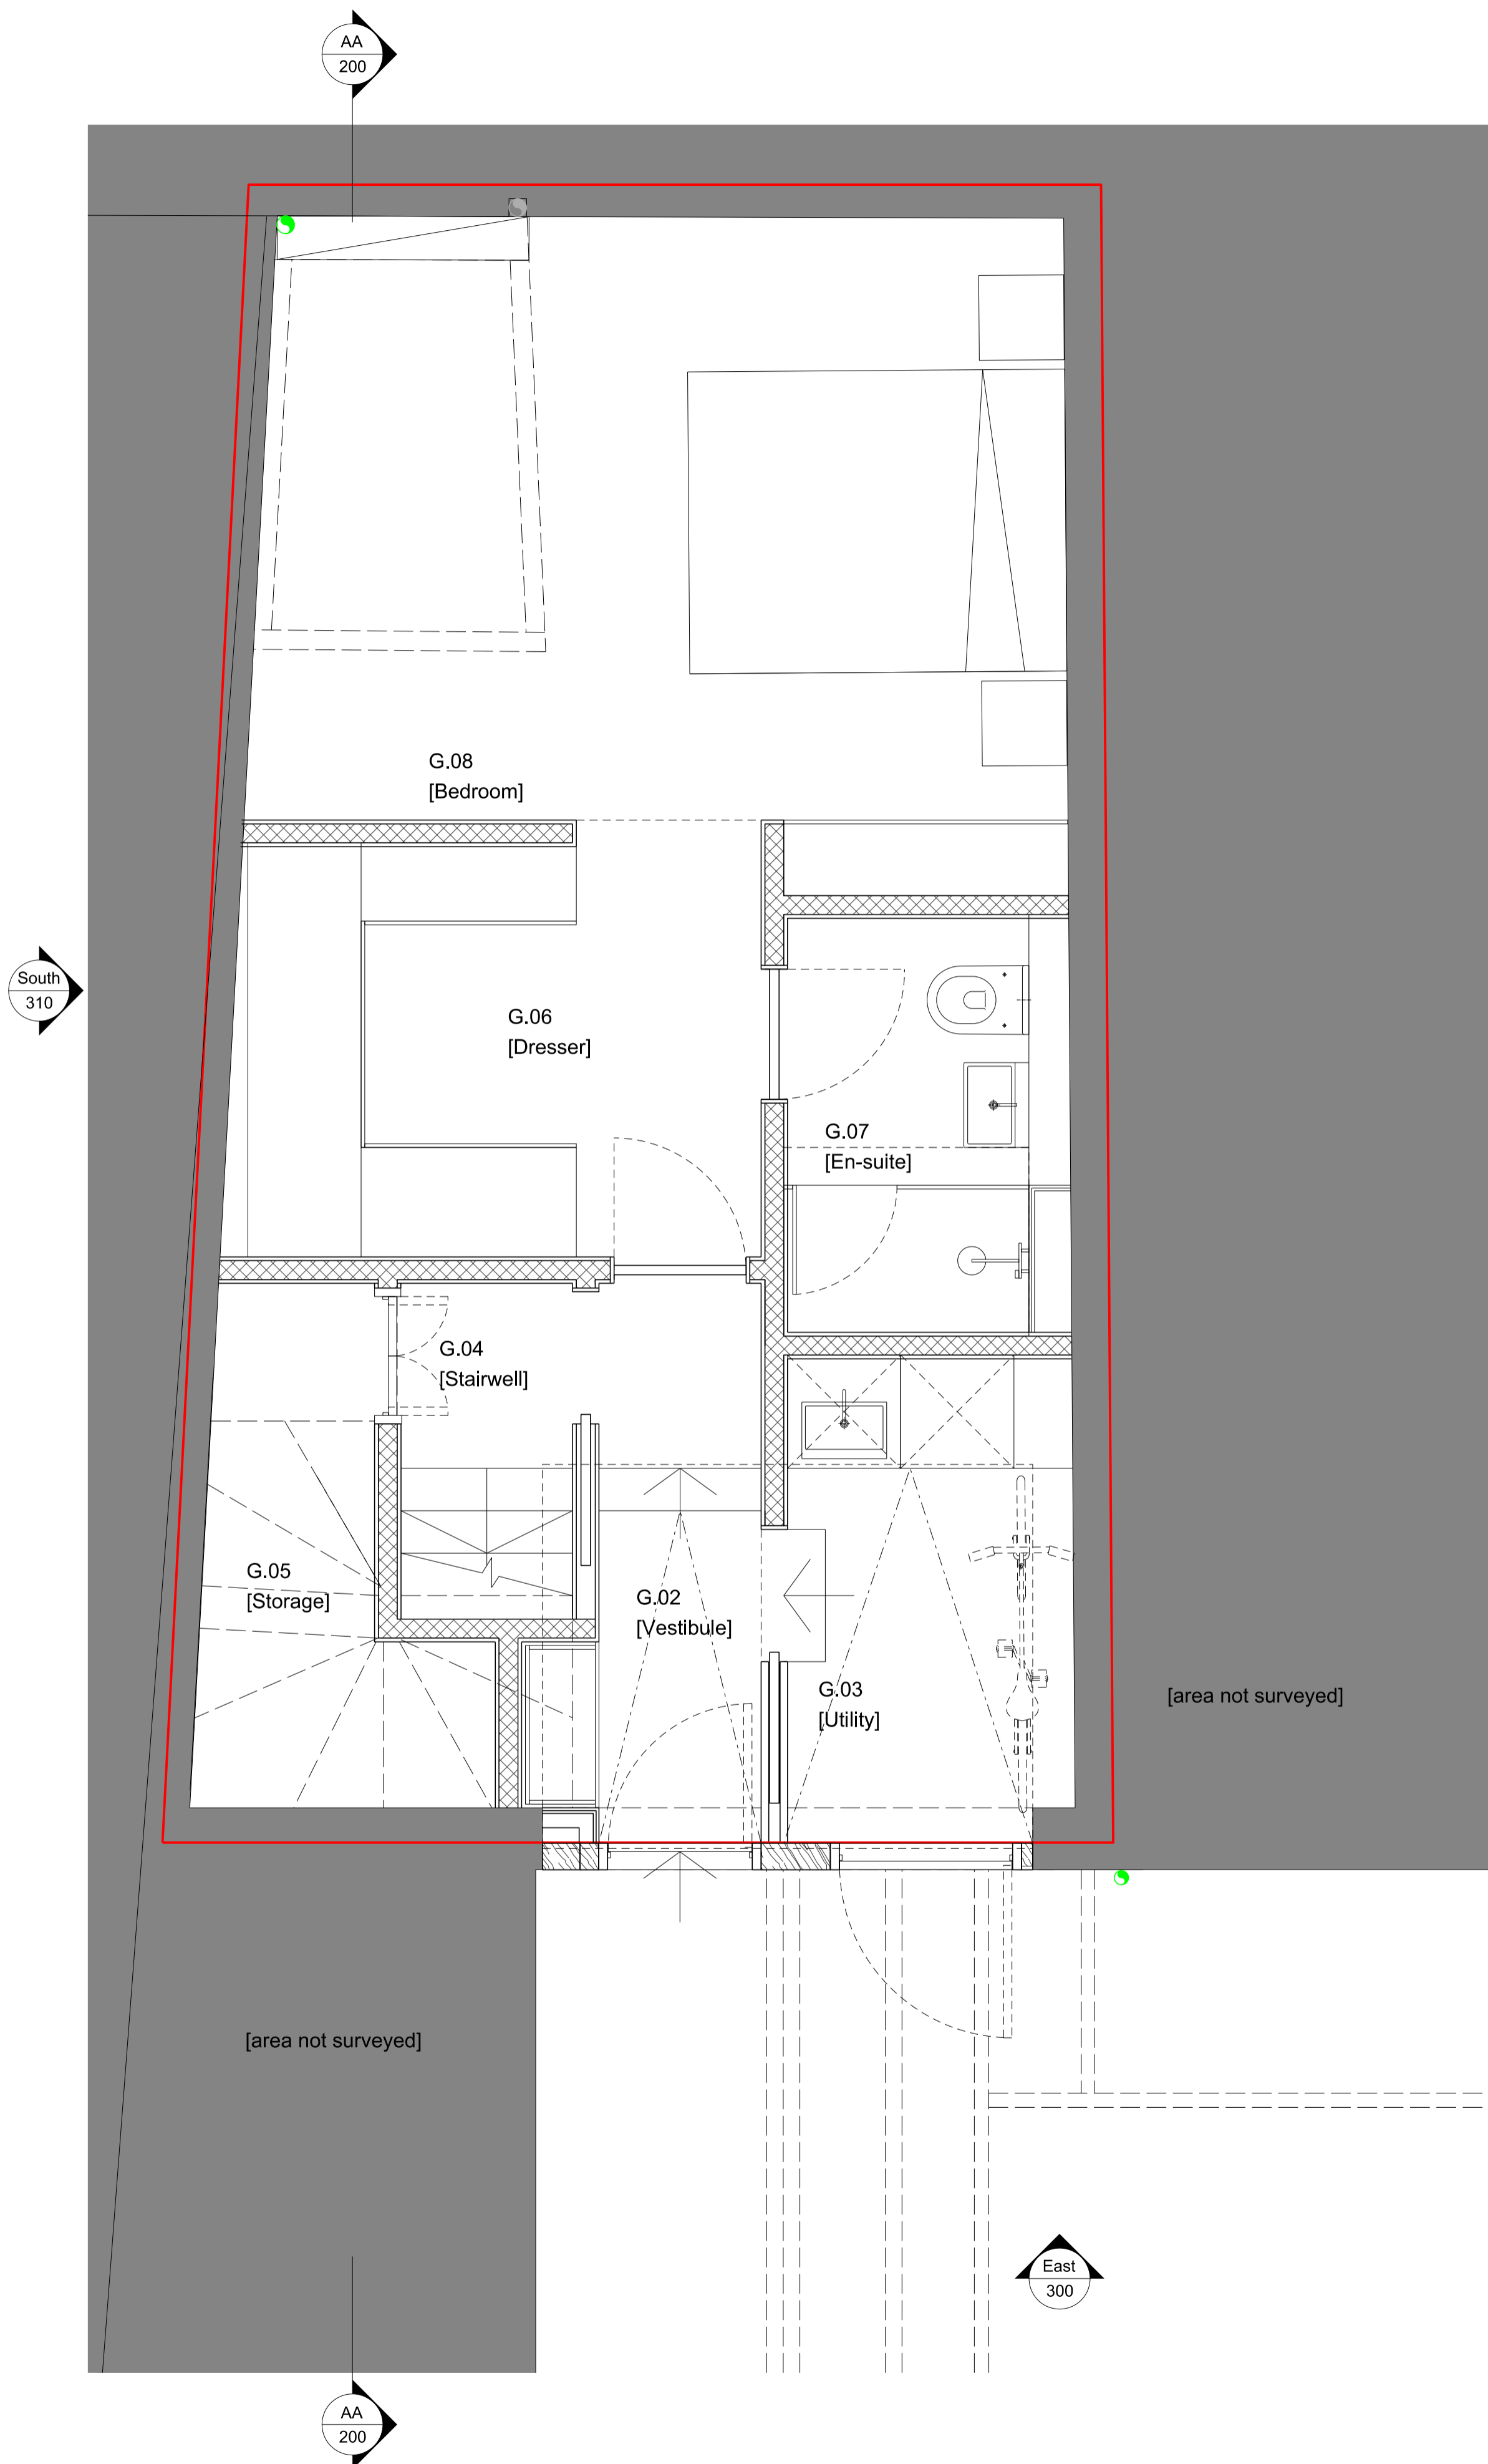 AA
200
G.08
[Bedroom]
South
310
G.06
[Dresser]
G.07
[En-suite]
G.04
[Stairwell]
G.05
[Storage]
G.02
[Vestibule]
G.03
[Utility]
[area not surveyed]
[area not surveyed]
East
300
AA
200